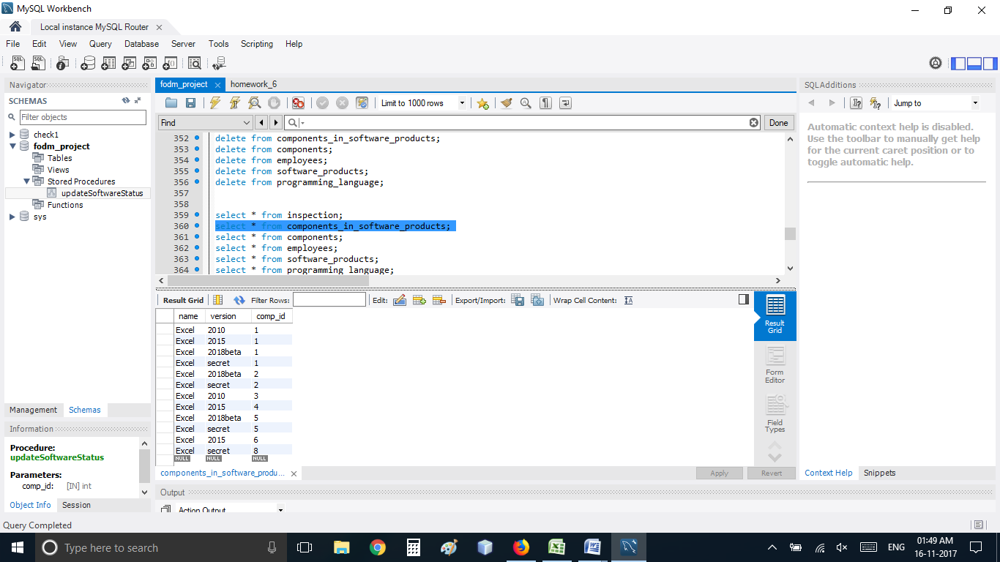 MySQL Workbench
Local instance MySQL Router
File Edit View Query Database Server Tools Scripting Help
Navigator
SCHEMAS
Filter objects
check1
fodm_project
Tables
Views
Stored Procedures
updateSoftwareStatus
Functions
sys
Management Schemas
Information
Procedure:
updateSoftwareStatus
Parameters:
comp_id: [IN] int
Object Info Session
fodm_project homework_6
Limit to 1000 rows
Find
Done
352 delete from components_in_software_products;
353 delete from components;
354 delete from employees;
355 delete from software_products;
356 delete from programming_language;
357
358
359 select * from inspection;
360 select * from components_in_software_products;
361 select * from components;
362 select * from employees;
363 select * from software_products;
364 select * from programming_language;
Result Grid Filter Rows: Edit: Export/Import: Wrap Cell Content:
name version comp_id
Excel 2010 1
Excel 2015 1
Excel 2018beta 1
Excel secret 1
Excel 2018beta 2
Excel secret 2
Excel 2010 3
Excel 2015 4
Excel 2018beta 5
Excel secret 5
Excel 2015 6
Excel secret 8
NULL NULL NULL
Result
Grid
Form
Editor
Field
Types
components_in_software_produ...
Apply Revert
Output
Action Output
SQLAdditions
Jump to
Automatic context help is disabled.
Use the toolbar to manually get help
for the current caret position or to
toggle automatic help.
Context Help Snippets
Query Completed
Type here to search
ENG
01:49 AM
16-11-2017